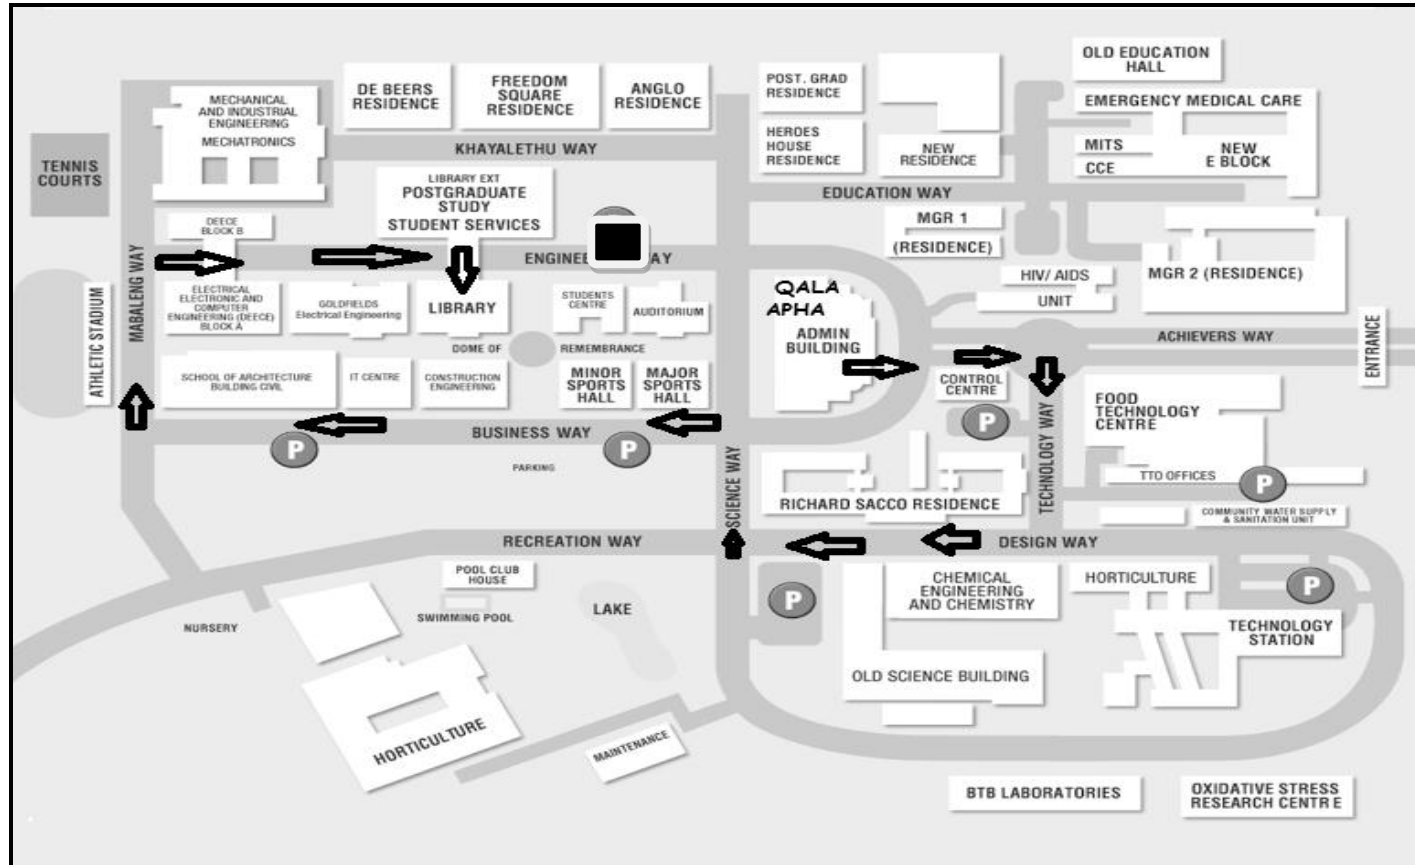 OLD EDUCATION
HALL
DE BEERS
RESIDENCE
FREEDOM
SQUARE
RESIDENCE
ANGLO
RESIDENCE
POST. GRAD
RESIDENCE
MECHANICAL
AND INDUSTRIAL
ENGINEERING
MECHATRONICS
EMERGENCY MEDICAL CARE
HEROES
HOUSE
RESIDENCE
NEW
RESIDENCE
MITS
CCE
NEW
E BLOCK
KHAYALETHU WAY
TENNIS
COURTS
LIBRARY EXT
POSTGRADUATE
STUDY
STUDENT SERVICES
EDUCATION WAY
DEECE
BLOCK B
MGR 1
(RESIDENCE)
MABALENG WAY
HIV/ AIDS
UNIT
MGR 2 (RESIDENCE)
ELECTRICAL
ELECTRONIC AND
COMPUTER
ENGINEERING (DEECE)
BLOCK A
GOLDFIELDS
Electrical Engineering
LIBRARY
STUDENTS
CENTRE
AUDITORIUM
QALA
APHA
ADMIN
BUILDING
ATHLETIC STADIUM
ACHIEVERS WAY
ENTRANCE
DOME OF
REMEMBRANCE
SCHOOL OF ARCHITECTURE
BUILDING CIVIL
IT CENTRE
CONSTRUCTION
ENGINEERING
MINOR
SPORTS
HALL
MAJOR
SPORTS
HALL
CONTROL
CENTRE
FOOD
TECHNOLOGY
CENTRE
BUSINESS WAY
P
P
P
PARKING
SCIENCE WAY
TECHNOLOGY WAY
TTO OFFICES
P
RICHARD SACCO RESIDENCE
COMMUNITY WATER SUPPLY
& SANITATION UNIT
RECREATION WAY
DESIGN WAY
POOL CLUB
HOUSE
SWIMMING POOL
LAKE
P
CHEMICAL
ENGINEERING
AND CHEMISTRY
HORTICULTURE
P
NURSERY
TECHNOLOGY
STATION
OLD SCIENCE BUILDING
HORTICULTURE
MAINTENANCE
BTB LABORATORIES
OXIDATIVE STRESS
RESEARCH CENTRE